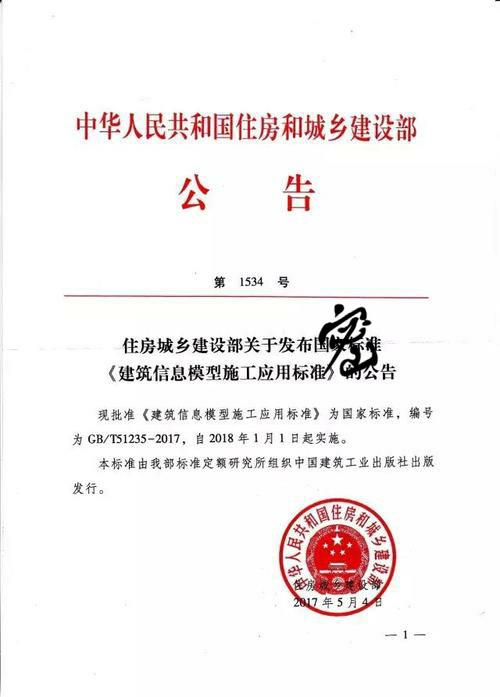 中华人民共和国住房和城乡建设部
公 告
第 1534 号
住房城乡建设部关于发布国家标准
《建筑信息模型施工应用标准》的公告
现批准《建筑信息模型施工应用标准》为国家标准，编号
为 GB/T51235-2017，自 2018 年 1 月 1 日起实施。
本标准由我部标准定额研究所组织中国建筑工业出版社出版
发行。
中华人民共和国住房和城乡建设部
住房城乡建设部
2017 年 5 月 4 日
— 1 —